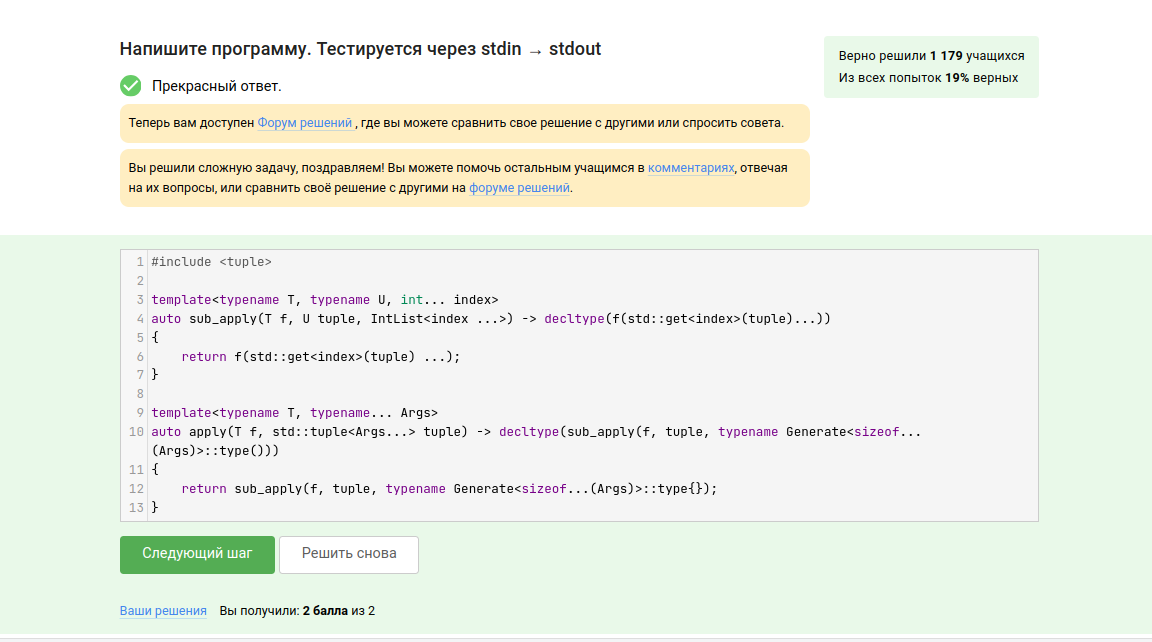 Напишите программу. Тестируется через stdin → stdout
Верно решили 1 179 учащихся
Из всех попыток 19% верных
Прекрасный ответ.
Теперь вам доступен Форум решений , где вы можете сравнить свое решение с другими или спросить совета.
Вы решили сложную задачу, поздравляем! Вы можете помочь остальным учащимся в комментариях, отвечая
на их вопросы, или сравнить своё решение с другими на форуме решений.
1 #include <tuple>
2
3 template<typename T, typename U, int... index>
4 auto sub_apply(T f, U tuple, IntList<index ...>) -> decltype(f(std::get<index>(tuple)...))
5 {
6     return f(std::get<index>(tuple) ...);
7 }
8
9 template<typename T, typename... Args>
10 auto apply(T f, std::tuple<Args...> tuple) -> decltype(sub_apply(f, tuple, typename Generate<sizeof...
(Args)>::type()))
11 {
12     return sub_apply(f, tuple, typename Generate<sizeof...(Args)>::type{});
13 }
Следующий шаг
Решить снова
Ваши решения Вы получили: 2 балла из 2